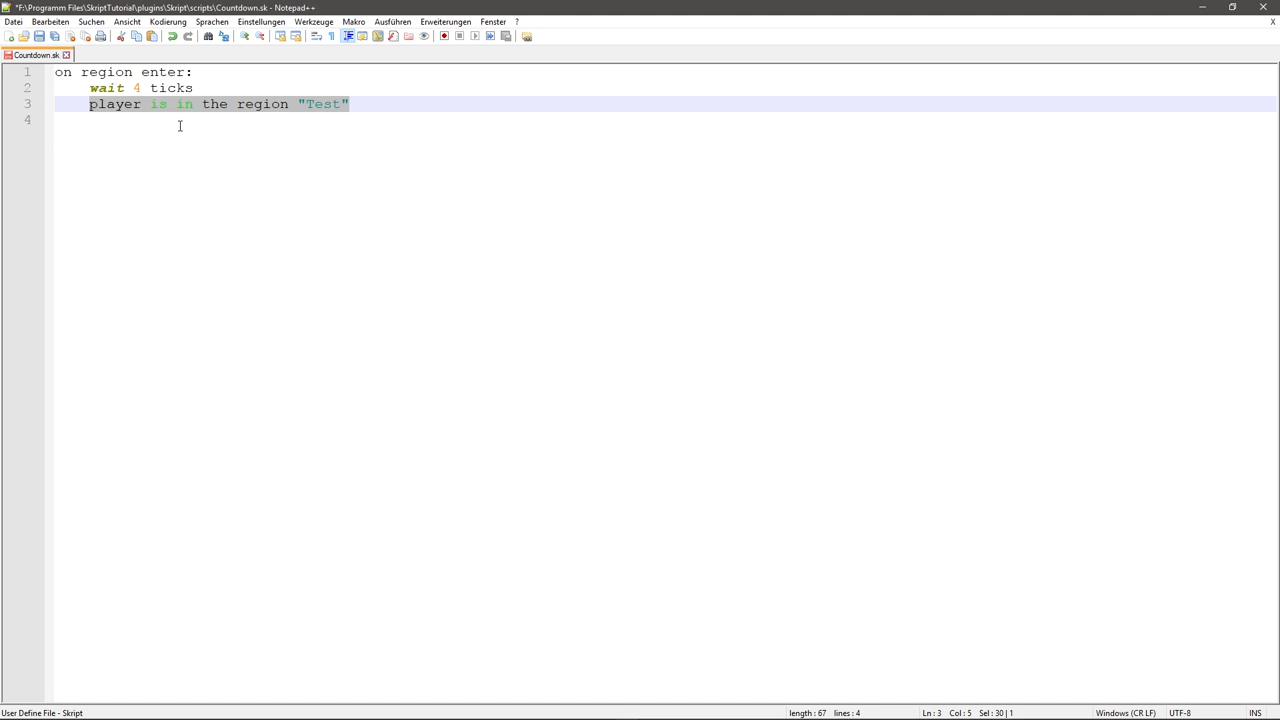 *F:\Programm Files\SkriptTutorial\plugins\Skript\scripts\Countdown.sk - Notepad++
Datei Bearbeiten Suchen Ansicht Kodierung Sprachen Einstellungen Werkzeuge Makro Ausführen Erweiterungen Fenster ? X
Countdown.sk
1 on region enter:
2 wait 4 ticks
3 player is in the region "Test"
4
User Define File - Skript length : 67 lines : 4 Ln : 3 Col : 5 Sel : 30 | 1 Windows (CR LF) UTF-8 INS